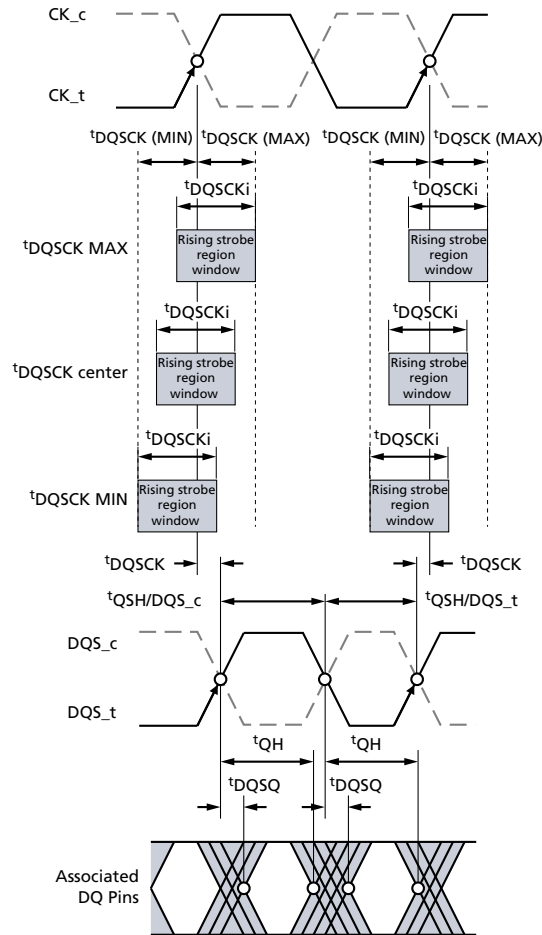 CK_c
CK_t
tDQSCK (MIN) tDQSCK (MAX) tDQSCK (MIN) tDQSCK (MAX)
tDQSCKi tDQSCKi
tDQSCK MAX
Rising strobe
region
window
Rising strobe
region
window
tDQSCKi tDQSCKi
tDQSCK center
Rising strobe
region
window
Rising strobe
region
window
tDQSCKi tDQSCKi
tDQSCK MIN
Rising strobe
region
window
Rising strobe
region
window
tDQSCK tDQSCK
tQSH/DQS_c tQSH/DQS_t
DQS_c
DQS_t
tQH tQH
tDQSQ tDQSQ
Associated
DQ Pins